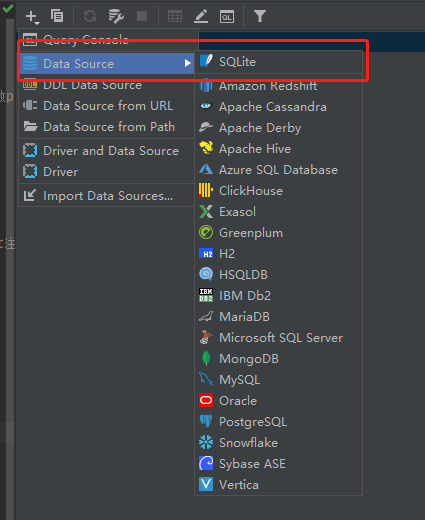 Query Console
Data Source
DDL Data Source
Data Source from URL
Data Source from Path
Driver and Data Source
Driver
Import Data Sources...
SQLite
Amazon Redshift
Apache Cassandra
Apache Derby
Apache Hive
Azure SQL Database
ClickHouse
Exasol
Greenplum
H2
HSQLDB
IBM Db2
MariaDB
Microsoft SQL Server
MongoDB
MySQL
Oracle
PostgreSQL
Snowflake
Sybase ASE
Vertica